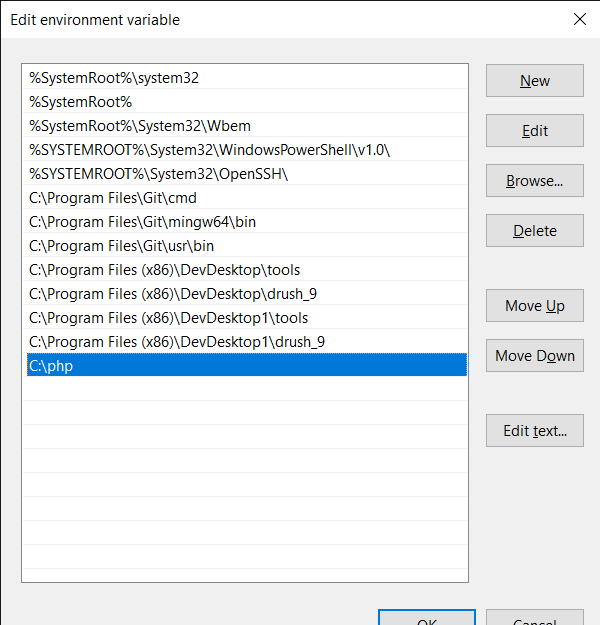 Edit environment variable
%SystemRoot%\system32
%SystemRoot%
%SystemRoot%\System32\Wbem
%SYSTEMROOT%\System32\WindowsPowerShell\v1.0\
%SYSTEMROOT%\System32\OpenSSH\
C:\Program Files\Git\cmd
C:\Program Files\Git\mingw64\bin
C:\Program Files\Git\usr\bin
C:\Program Files (x86)\DevDesktop\tools
C:\Program Files (x86)\DevDesktop\drush_9
C:\Program Files (x86)\DevDesktop1\tools
C:\Program Files (x86)\DevDesktop1\drush_9
C:\php
New
Edit
Browse...
Delete
Move Up
Move Down
Edit text...
OK
Cancel